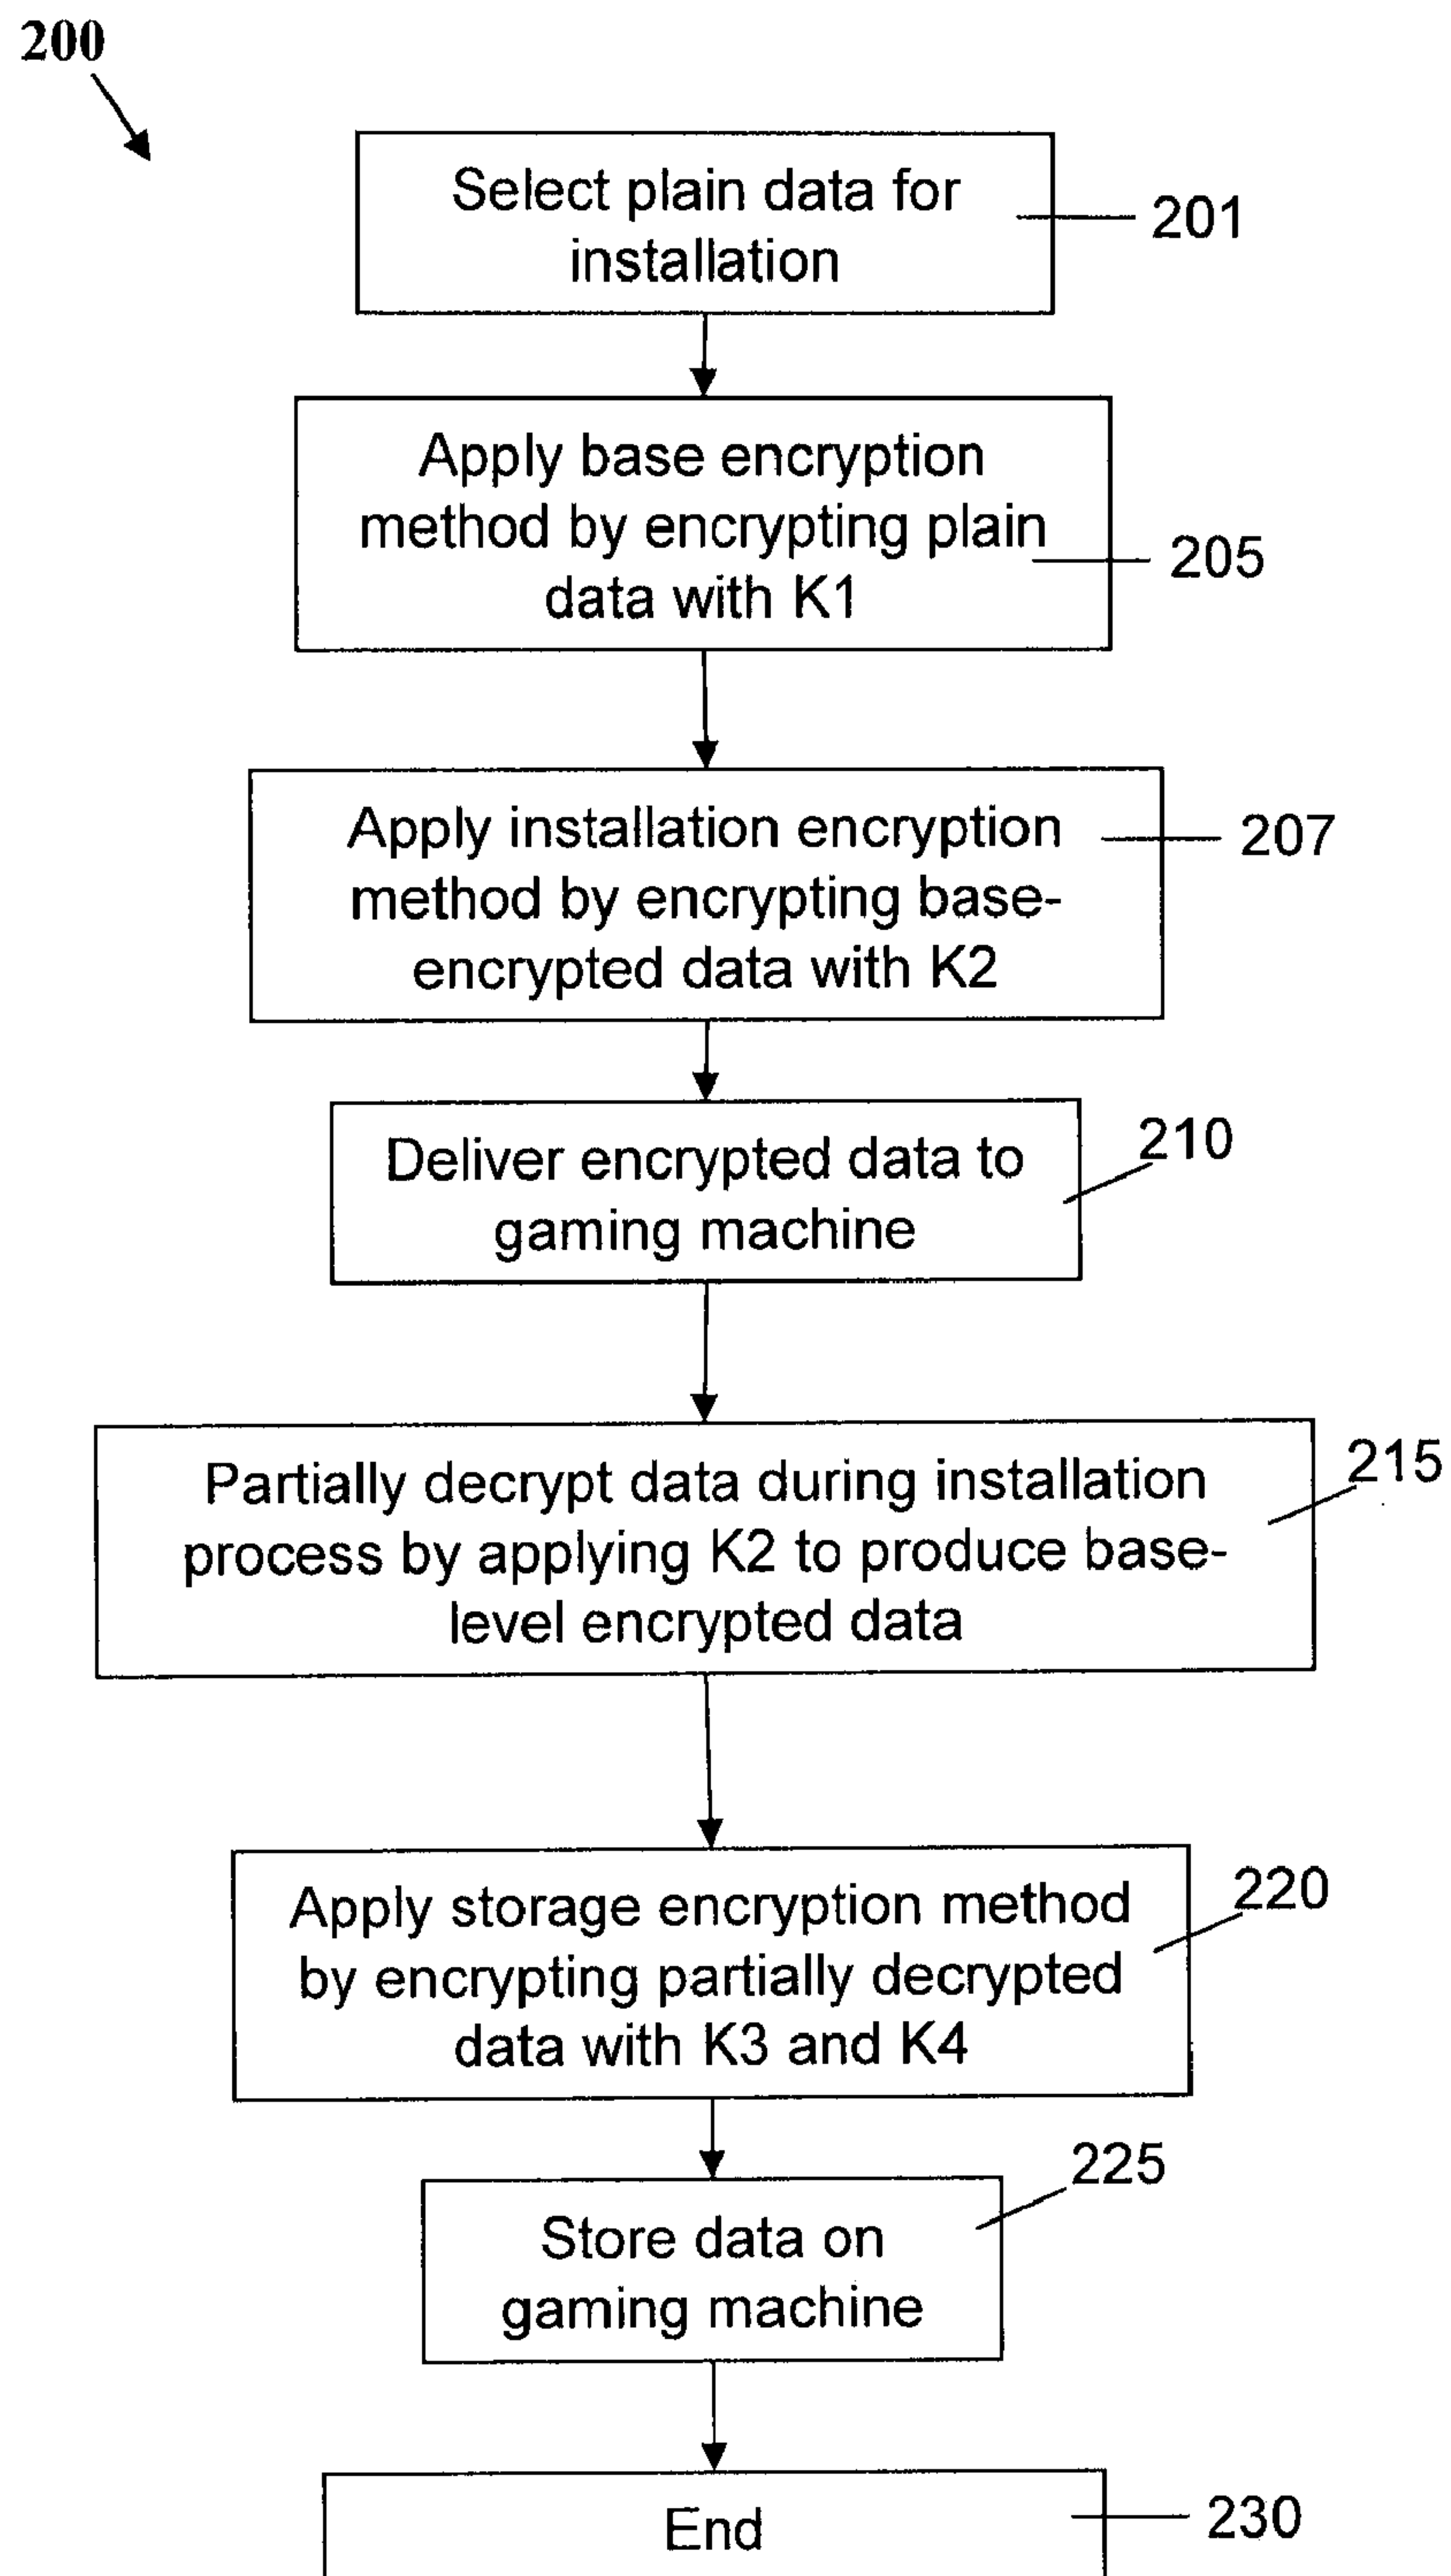 200
Select plain data for
installation
201
Apply base encryption
method by encrypting plain
data with K1
205
Apply installation encryption
method by encrypting base-
encrypted data with K2
207
Deliver encrypted data to
gaming machine
210
Partially decrypt data during installation
process by applying K2 to produce base-
level encrypted data
215
Apply storage encryption method
by encrypting partially decrypted
data with K3 and K4
220
Store data on
gaming machine
225
End
230